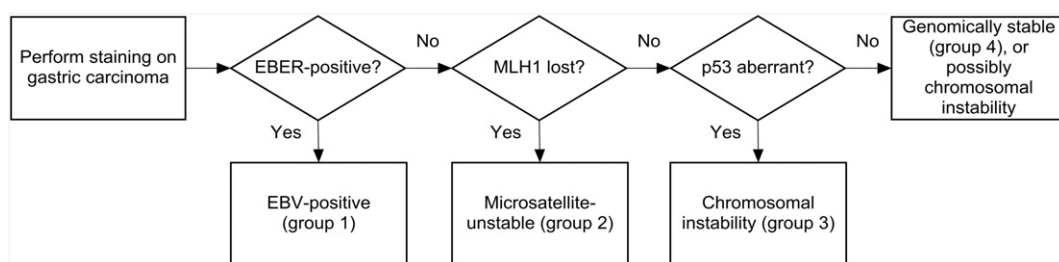 Perform staining on
gastric carcinoma
EBER-positive?
No
MLH1 lost?
No
p53 aberrant?
No
Genomically stable
(group 4), or
possibly
chromosomal
instability
Yes
Yes
Yes
EBV-positive
(group 1)
Microsatellite-
unstable (group 2)
Chromosomal
instability (group 3)